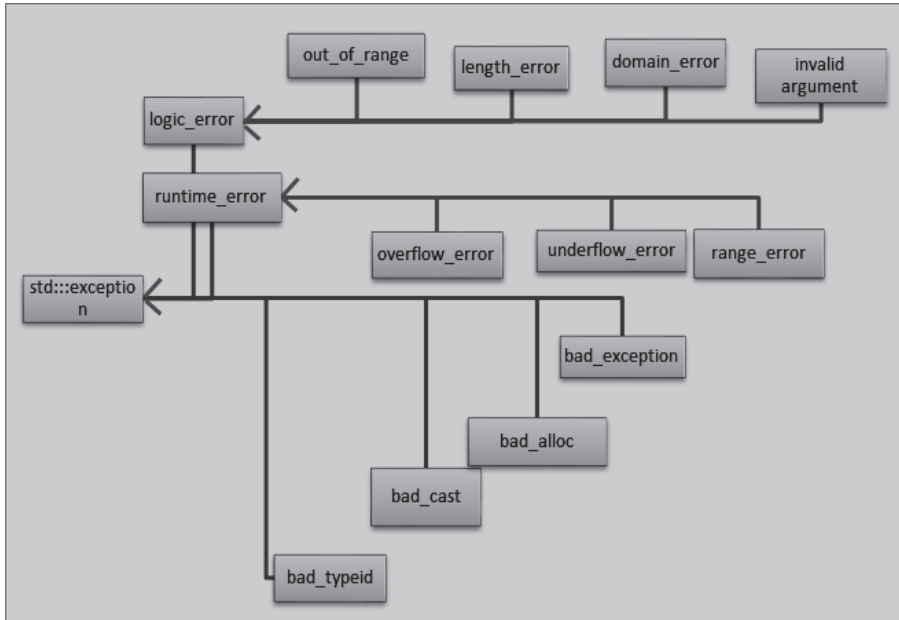 out_of_range
length_error
domain_error
invalid
argument
logic_error
runtime_error
overflow_error
underflow_error
range_error
std:::exceptio
n
bad_exception
bad_alloc
bad_cast
bad_typeid